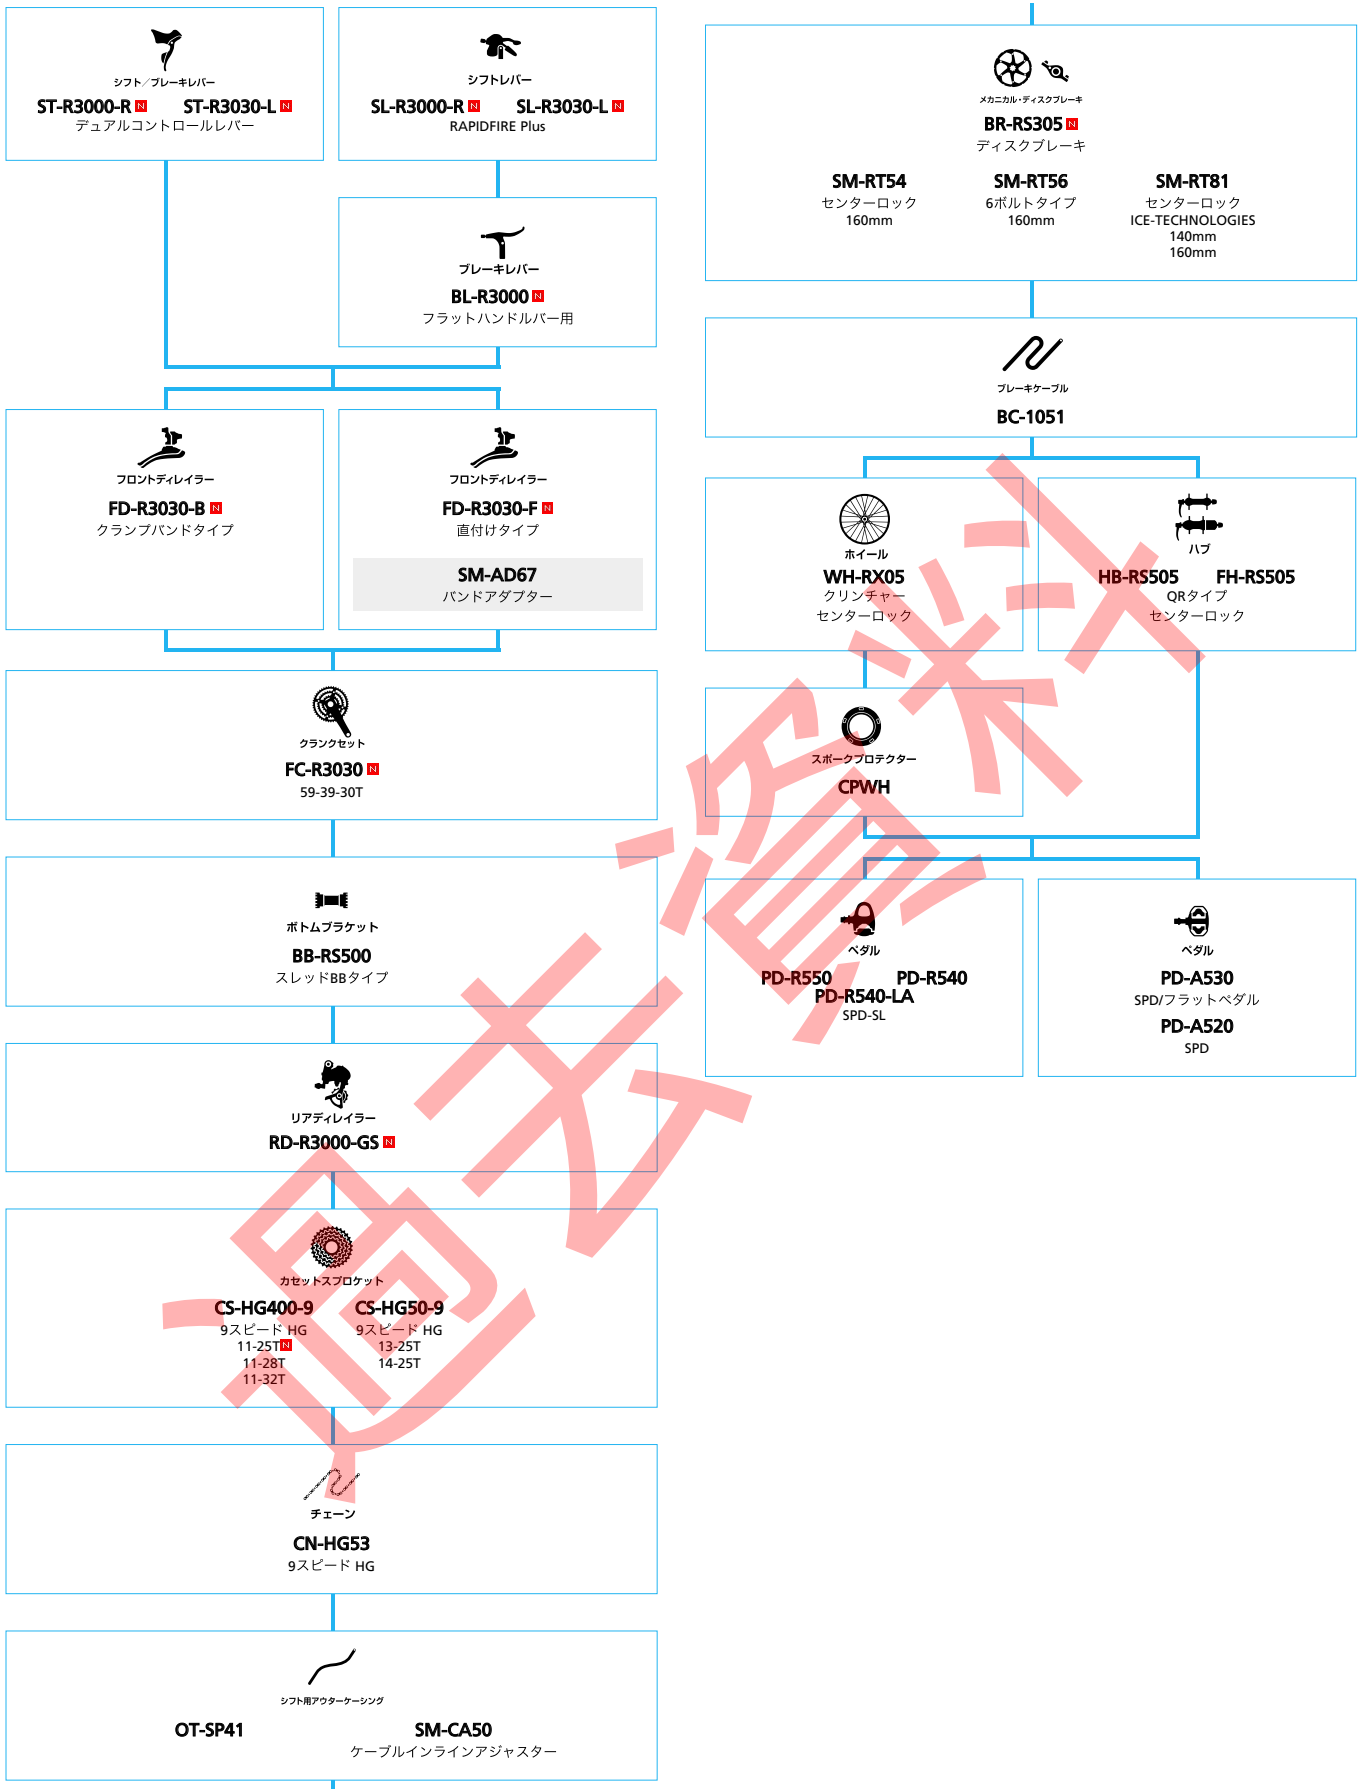 シフト／ブレーキレバー
ST-R3000-R N ST-R3030-L N
デュアルコントロールレバー
シフトレバー
SL-R3000-R N SL-R3030-L N
RAPIDFIRE Plus
ブレーキレバー
BL-R3000 N
フラットハンドルバー用
フロントディレイラー
FD-R3030-B N
クランプバンドタイプ
フロントディレイラー
FD-R3030-F N
直付けタイプ
SM-AD67
バンドアダプター
クランクセット
FC-R3030 N
59-39-30T
ボトムブラケット
BB-RS500
スレッドBBタイプ
リアディレイラー
RD-R3000-GS N
カセットスプロケット
CS-HG400-9 CS-HG50-9
9スピード HG 9スピード HG
11-25T N 13-25T
11-28T 14-25T
11-32T
チェーン
CN-HG53
9スピード HG
シフト用アウターケーシング
OT-SP41 SM-CA50
ケーブルインラインアジャスター
メカニカル・ディスクブレーキ
BR-RS305 N
ディスクブレーキ
SM-RT54 SM-RT56 SM-RT81
センターロック 6ボルトタイプ センターロック
160mm 160mm ICE-TECHNOLOGIES
140mm
160mm
ブレーキケーブル
BC-1051
ホイール
WH-RX05
クリンチャー
センターロック
ハブ
HB-RS505 FH-RS505
QRタイプ
センターロック
スポークプロテクター
CPWH
ペダル
PD-R550 PD-R540
PD-R540-LA
SPD-SL
ペダル
PD-A530
SPD/フラットペダル
PD-A520
SPD
過去資料